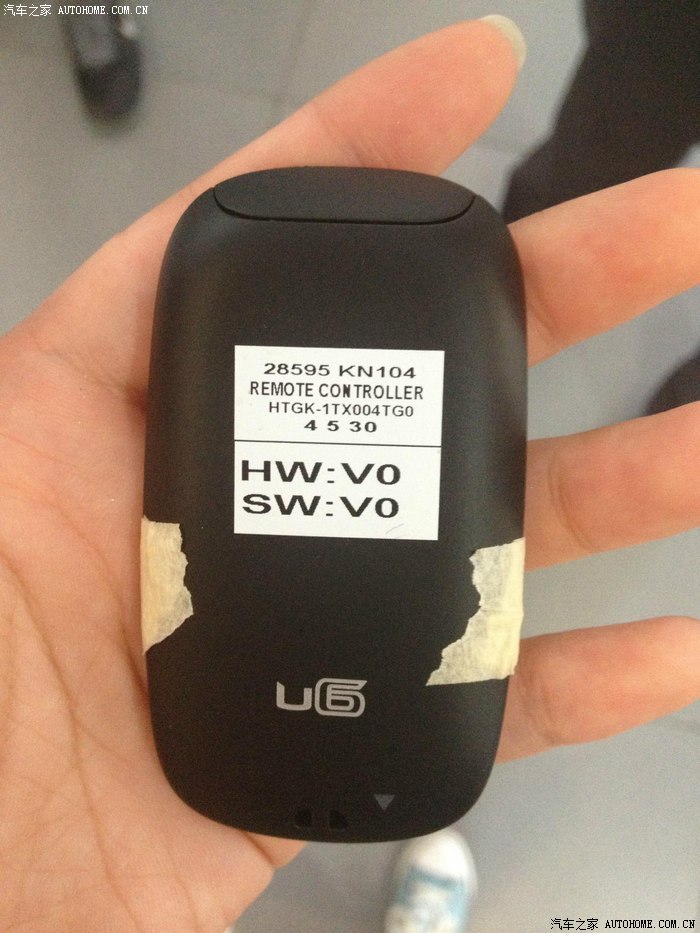 汽车之家 AUTOHOME.COM.CN
28595 KN104
REMOTE CONTROLLER
HTGK-1TX004TG0
4 5 30
HW:V0
SW:V0
u6
汽车之家 AUTOHOME.COM.CN